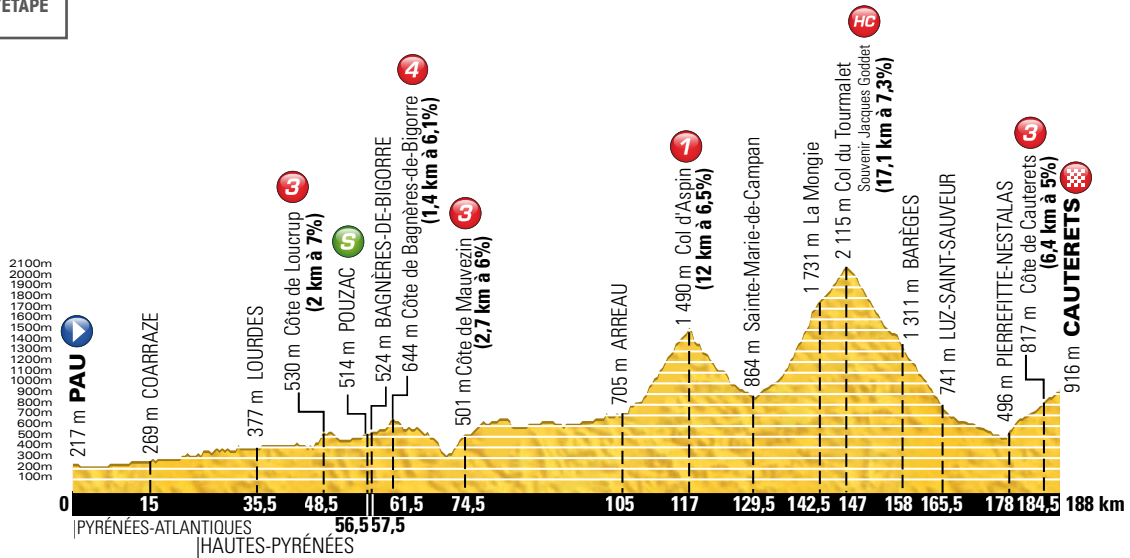 ÉTAPE
217 m PAU
269 m COARRAZE
377 m LOURDES
530 m Côte de Loucrup
(2 km à 7%)
3
514 m POUZAC
S
524 m BAGNÈRES-DE-BIGORRE
644 m Côte de Bagnères-de-Bigorre
(1,4 km à 6,1%)
4
501 m Côte de Mauvezin
(2,7 km à 6%)
3
705 m ARREAU
1 490 m Col d'Aspin
(12 km à 6,5%)
1
864 m Sainte-Marie-de-Campan
1 731 m La Mongie
2 115 m Col du Tourmalet
Souvenir Jacques Goddet
(17,1 km à 7,3%)
HC
1 311 m BARÈGES
741 m LUZ-SAINT-SAUVEUR
496 m PIERREFITTE-NESTALAS
817 m Côte de Cauterets
(6,4 km à 5%)
3
916 m CAUTERETS
2100m
2000m
1900m
1800m
1700m
1600m
1500m
1400m
1300m
1200m
1100m
1000m
900m
800m
700m
600m
500m
400m
300m
200m
100m
0 15 35,5 48,5 61,5 74,5 105 117 129,5 142,5 147 158 165,5 178 184,5 188 km
56,5 57,5
PYRÉNÉES-ATLANTIQUES
HAUTES-PYRÉNÉES